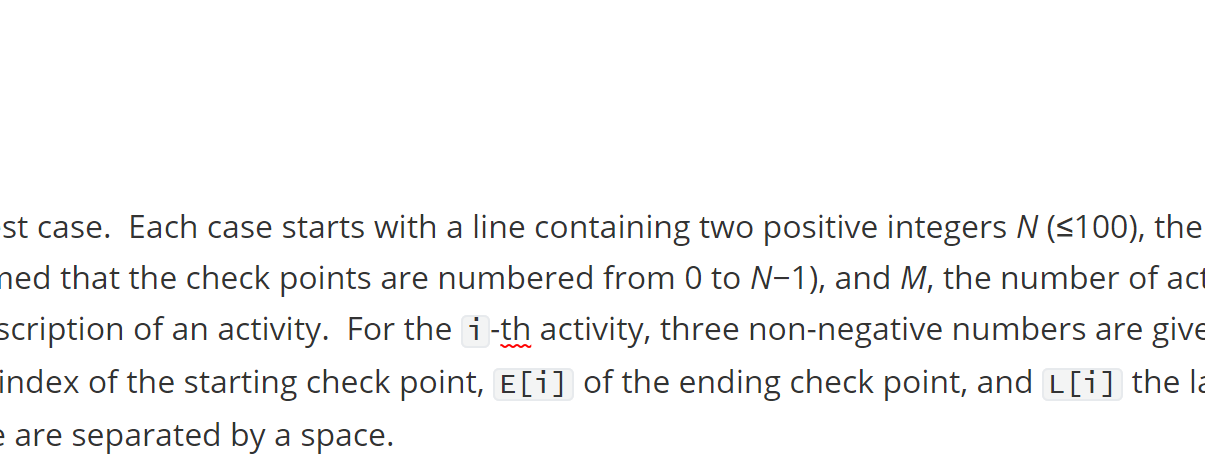 st case. Each case starts with a line containing two positive integers N (≤100), the
med that the check points are numbered from 0 to N−1), and M, the number of act
scription of an activity. For the i-th activity, three non-negative numbers are give
index of the starting check point, E[i] of the ending check point, and L[i] the la
e are separated by a space.